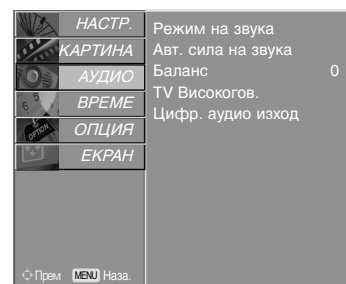 НАСТР.
КАРТИНА
АУДИО
ВРЕМЕ
ОПЦИЯ
ЕКРАН
Режим на звука
Авт. сила на звука
Баланс 0
TV Високогов.
Цифр. аудио изход
Прем MENU Наза.